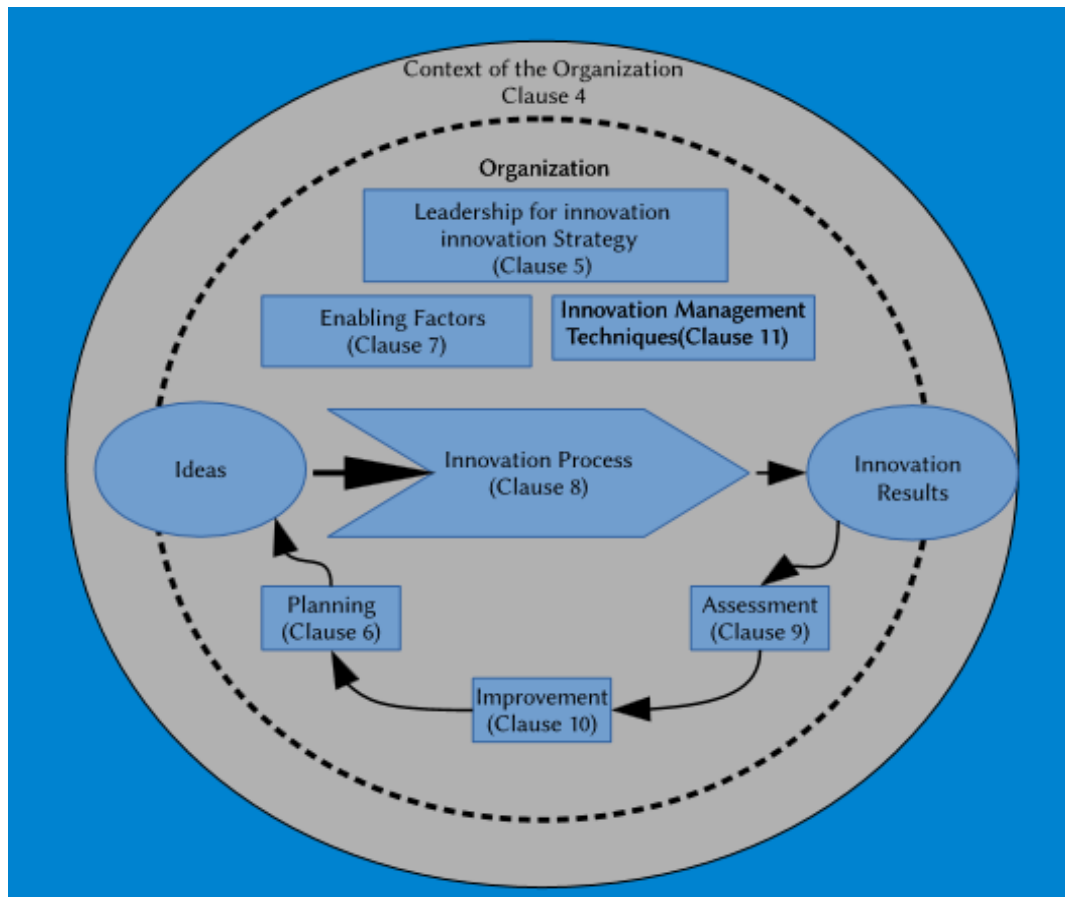 Context of the Organization
Clause 4
Organization
Leadership for innovation
innovation Strategy
(Clause 5)
Enabling Factors
(Clause 7)
Innovation Management
Techniques(Clause 11)
Ideas
Innovation Process
(Clause 8)
Innovation
Results
Planning
(Clause 6)
Assessment
(Clause 9)
Improvement
(Clause 10)